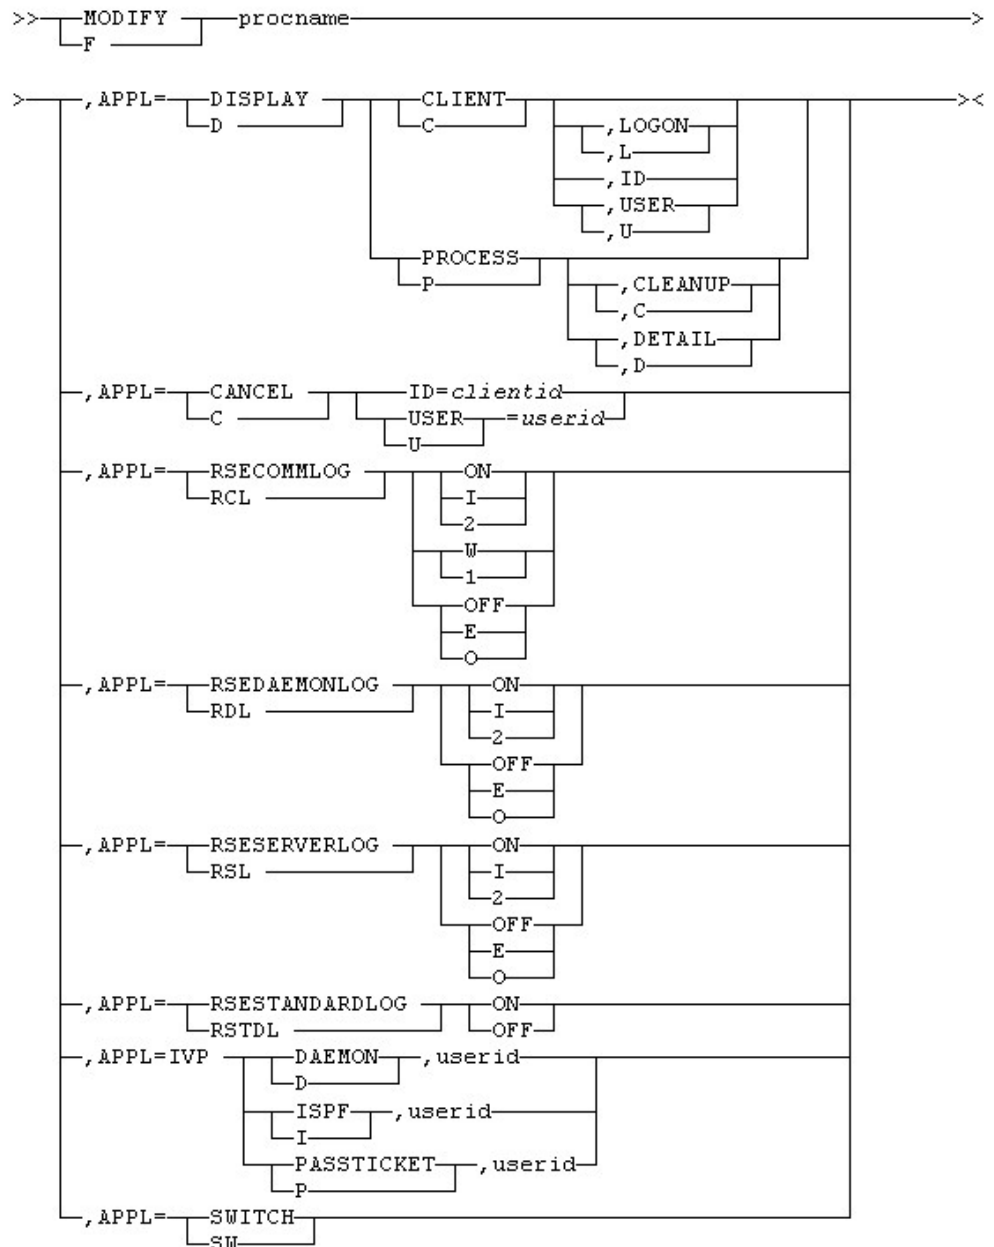 >> MODIFY procname >
F
> ,APPL= DISPLAY CLIENT ><
D C ,LOGON
,L
,ID
,USER
,U
PROCESS
P ,CLEANUP
,C
,DETAIL
,D
,APPL= CANCEL ID=clientid
C USER =userid
U
,APPL= RSECOMMLOG ON
RCL I
2
W
1
OFF
E
O
,APPL= RSEDAEMONLOG ON
RDL I
2
OFF
E
O
,APPL= RSESERVERLOG ON
RSL I
2
OFF
E
O
,APPL= RSESTANDARDLOG ON
RSTDL OFF
,APPL=IVP DAEMON ,userid
D
ISPF ,userid
I
PASSTICKET ,userid
P
,APPL= SWITCH
SW